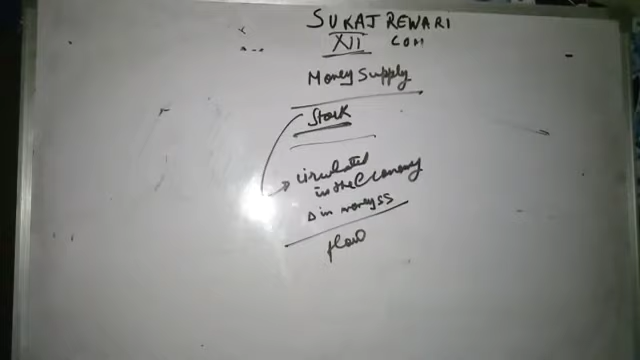 SURAJ REWARI
XII COM
Money Supply
Stock
circulated
in the Economy
Δ in money SS
flow